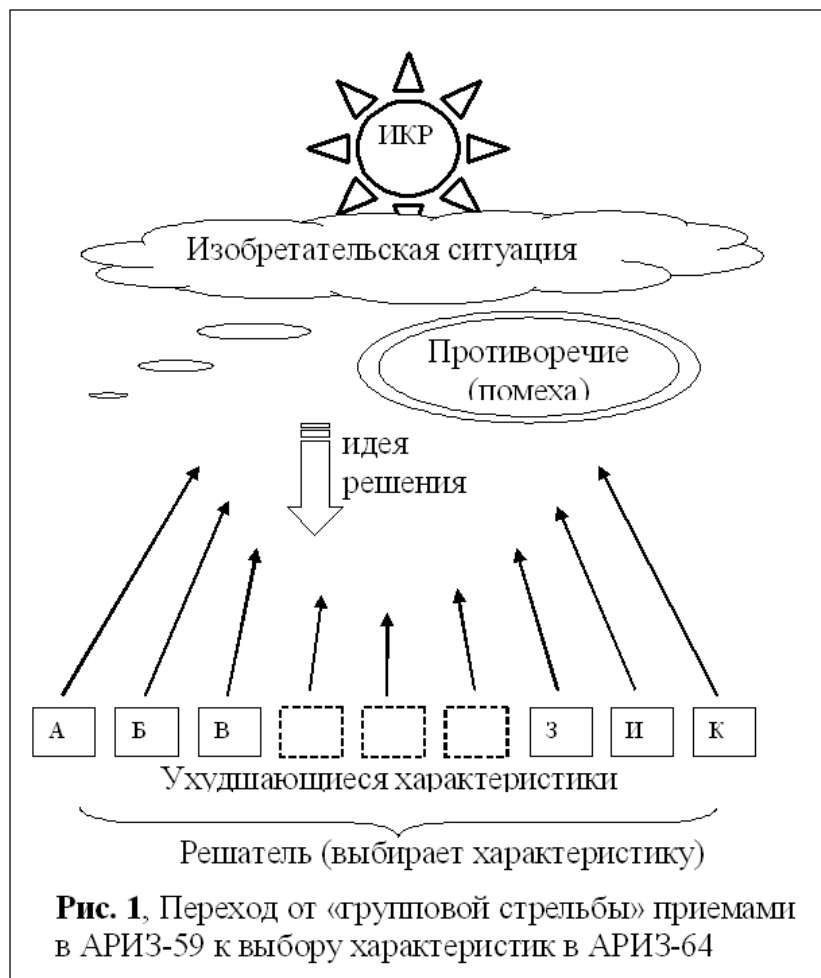 ИКР
Изобретательская ситуация
Противоречие
(помеха)
идея
решения
А Б В З И К
Ухудшающиеся характеристики
Решатель (выбирает характеристику)
Рис. 1, Переход от «групповой стрельбы» приемами
в АРИЗ-59 к выбору характеристик в АРИЗ-64